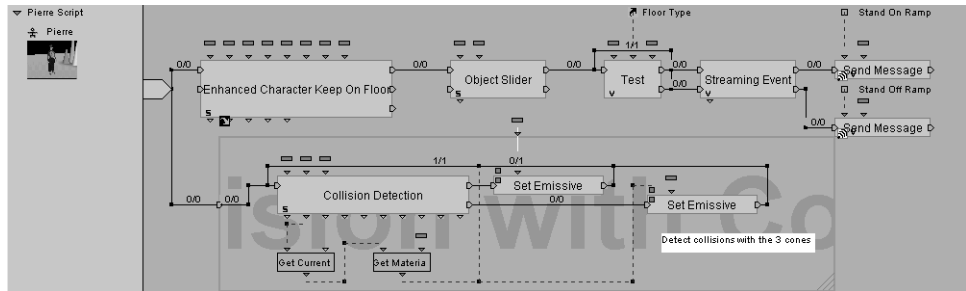 Pierre Script
Floor Type
Stand On Ramp
Pierre
1/1
0/0
0/0
0/0
0/0
0/0
Enhanced Character Keep On Floor
Object Slider
Test
Streaming Event
Send Message
0/0
S
S
V
V
Stand Off Ramp
0/0
Send Message
1/1
0/1
Set Emissive
Collision Detection
0/0
0/0
0/0
Set Emissive
S
ision with Co
Detect collisions with the 3 cones
Get Current
Get Materia